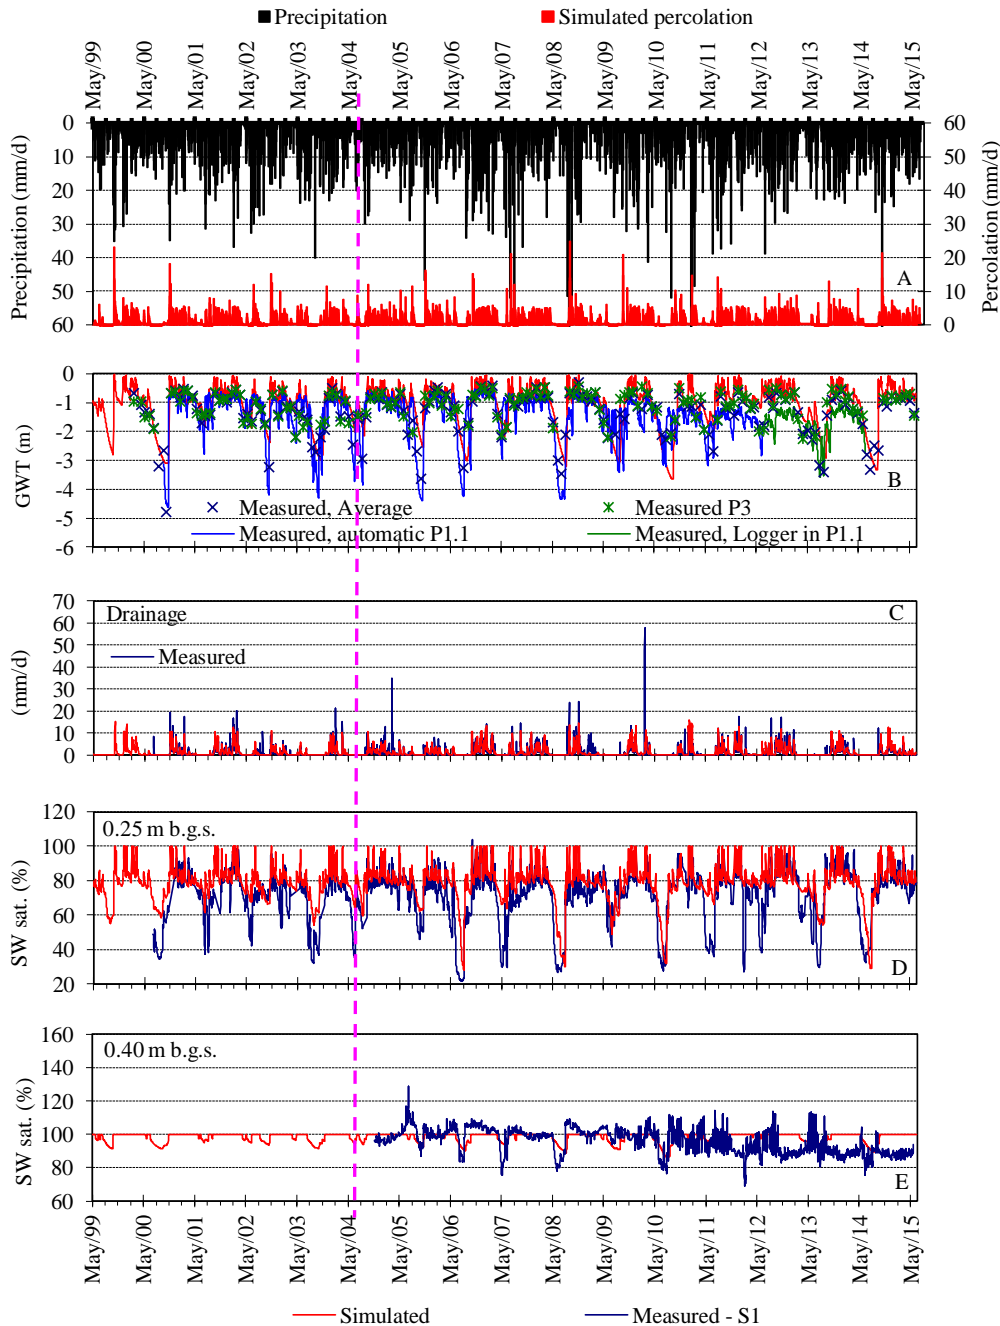 Precipitation Simulated percolation
May/99 May/00 May/01 May/02 May/03 May/04 May/05 May/06 May/07 May/08 May/09 May/10 May/11 May/12 May/13 May/14 May/15
Precipitation (mm/d)
0
10
20
30
40
50
60
60
50
40
30
20
10
0
Percolation (mm/d)
A
GWT (m)
0
-1
-2
-3
-4
-5
-6
B
Measured, Average Measured P3
Measured, automatic P1.1 Measured, Logger in P1.1
(mm/d)
70
60
50
40
30
20
10
0
Drainage
C
Measured
SW sat. (%)
120
100
80
60
40
20
0.25 m b.g.s.
D
SW sat. (%)
160
140
120
100
80
60
0.40 m b.g.s.
E
May/99 May/00 May/01 May/02 May/03 May/04 May/05 May/06 May/07 May/08 May/09 May/10 May/11 May/12 May/13 May/14 May/15
Simulated Measured - S1